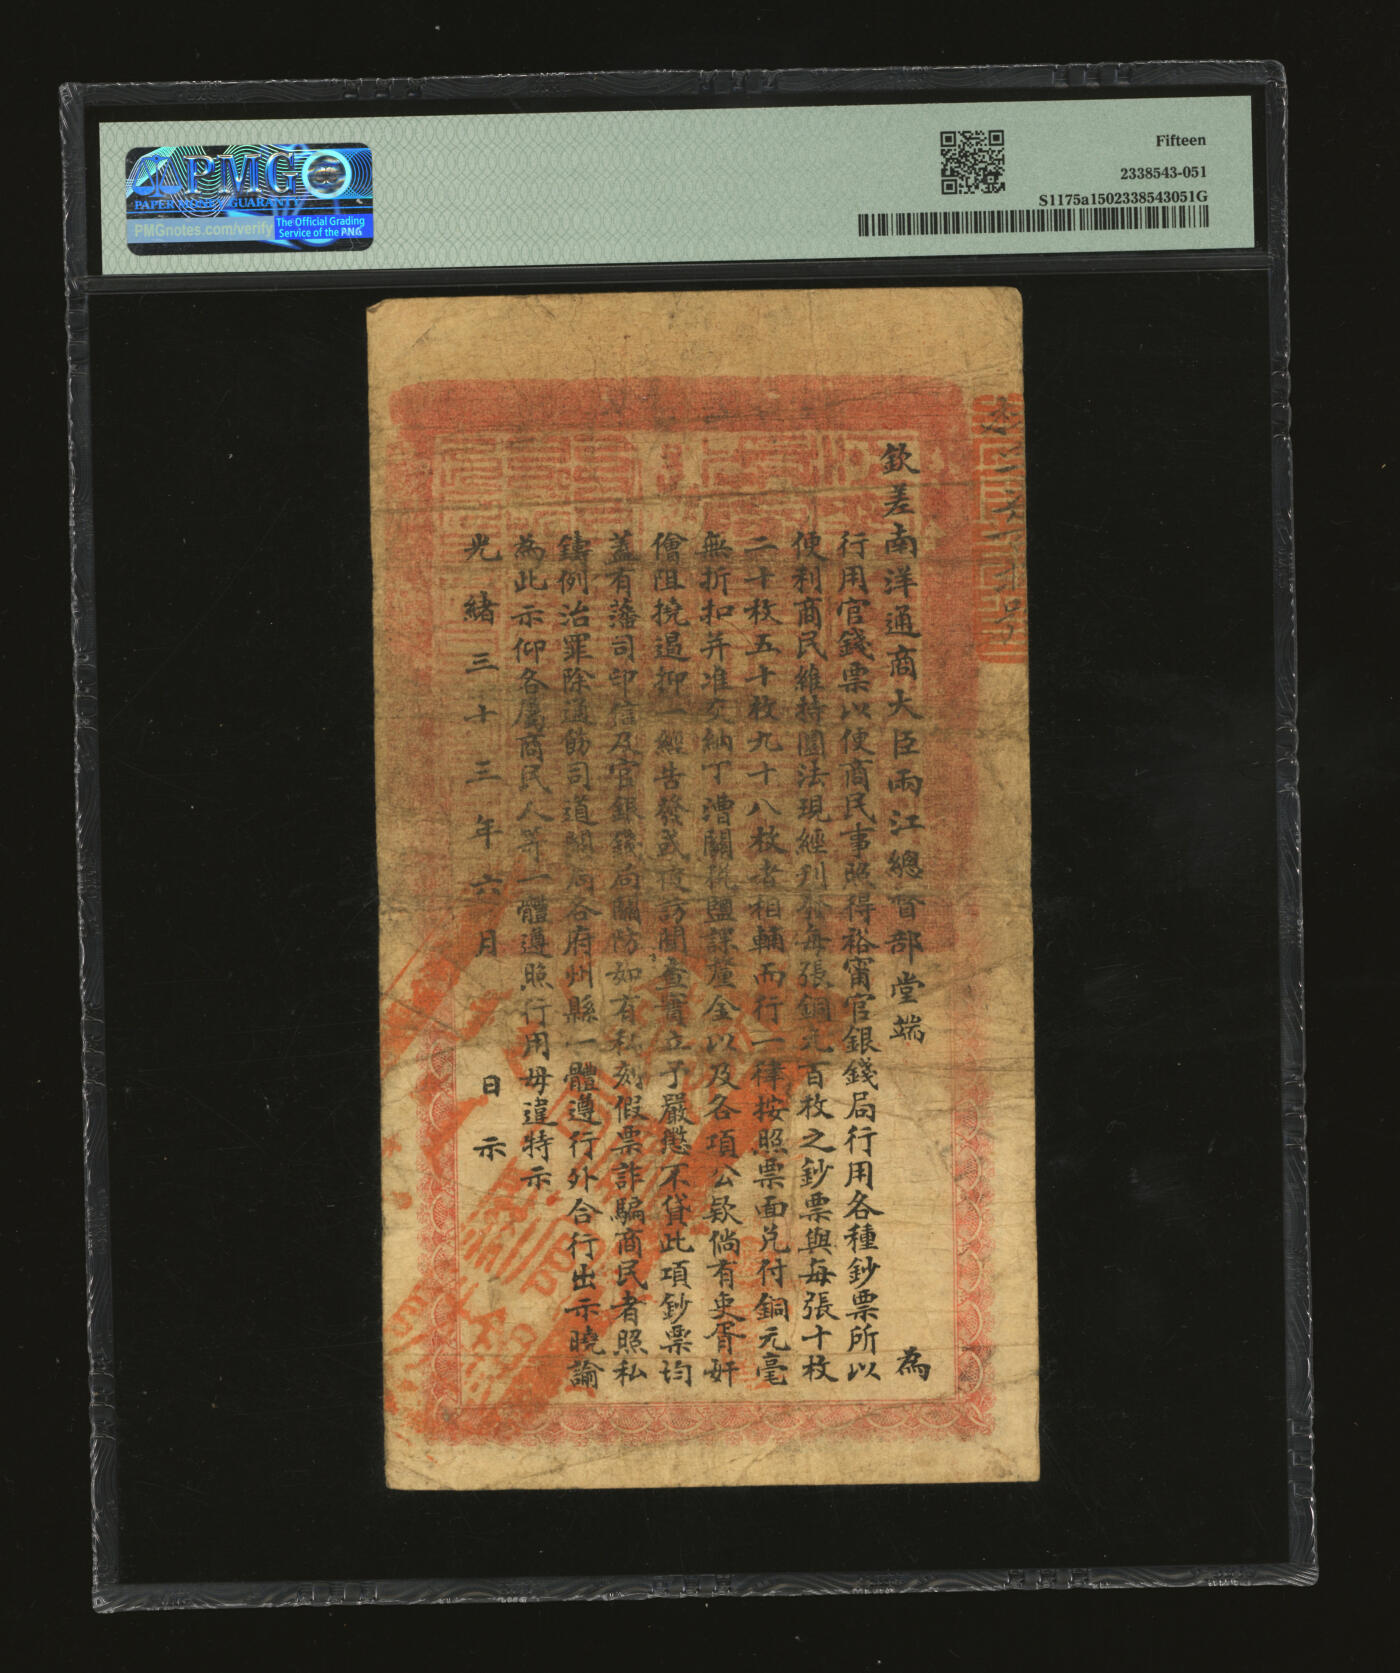 PMG
PAPER MONEY GUARANTY
PMGnotes.com/verify
The Official Grading
Service of the PNG
Fifteen
2338543-051
S1175a1502338543051G
欽差南洋通商大臣兩江總督部堂端 為
行用官錢票以便商民事照得裕甯官銀錢局行用各種鈔票所以
便利商民維持圜法現經刋發每張銅元百枚之鈔票與每張十枚
二十枚五十枚九十八枚者相輔而行一律按照票面兌付銅元毫
無折扣并准交納丁漕關稅鹽課釐金以及各項公欵倘有吏胥奸
儈阻撓遏抑一經告發或被訪聞查實立予嚴懲不貸此項鈔票均
蓋有藩司印信及官銀錢局關防如有私刻假票詐騙商民者照私
鑄例治罪除通飭司道關局各府州縣一體遵行外合行出示曉諭
為此示仰各屬商民人等一體遵照行用毋違特示
光緒三十三年六月 日示